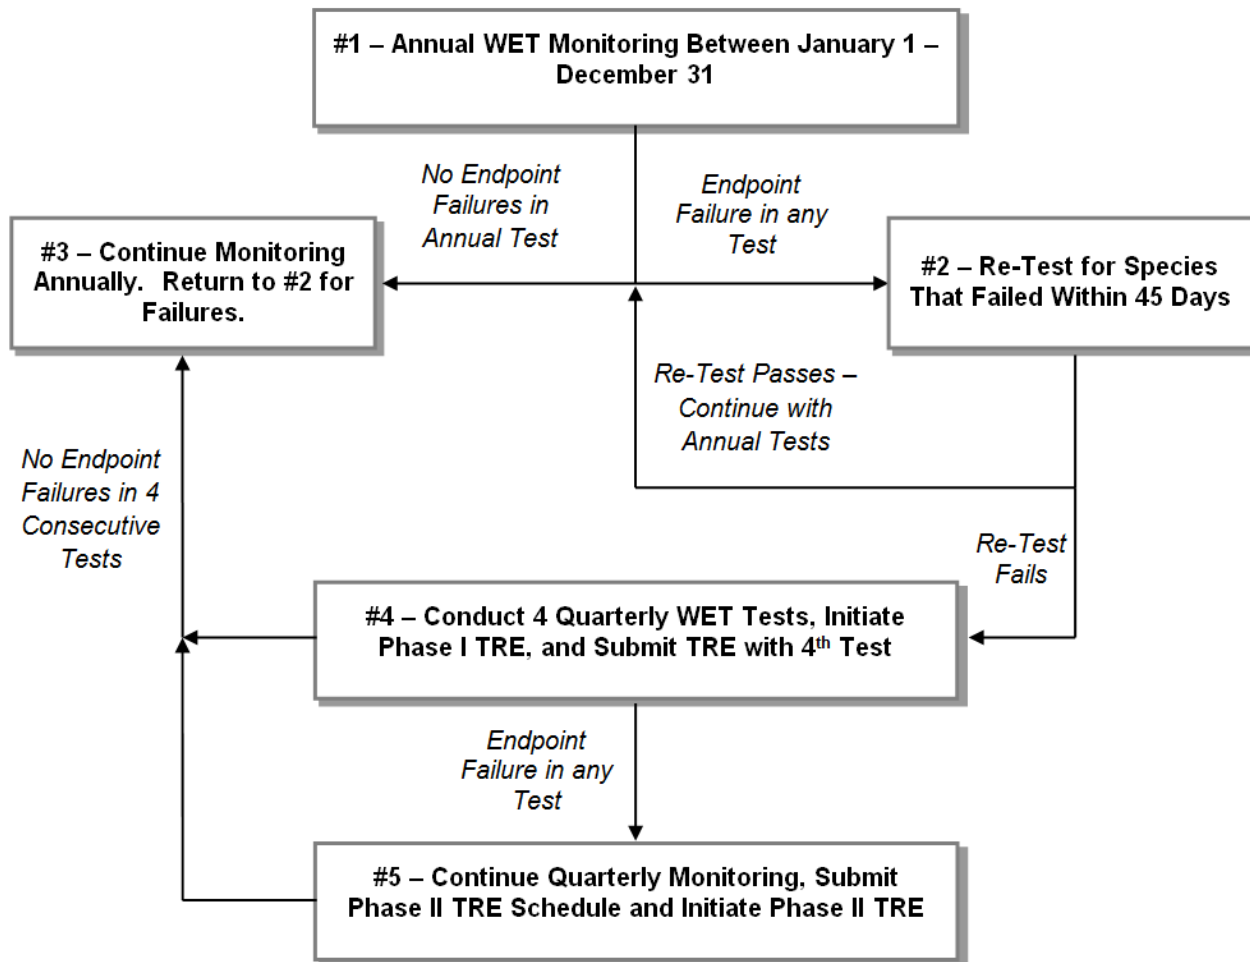 #1 – Annual WET Monitoring Between January 1 –
December 31
No Endpoint
Failures in
Annual Test
Endpoint
Failure in any
Test
#3 – Continue Monitoring
Annually.  Return to #2 for
Failures.
#2 – Re-Test for Species
That Failed Within 45 Days
Re-Test Passes –
Continue with
Annual Tests
No Endpoint
Failures in 4
Consecutive
Tests
Re-Test
Fails
#4 – Conduct 4 Quarterly WET Tests, Initiate
Phase I TRE, and Submit TRE with 4th Test
Endpoint
Failure in any
Test
#5 – Continue Quarterly Monitoring, Submit
Phase II TRE Schedule and Initiate Phase II TRE